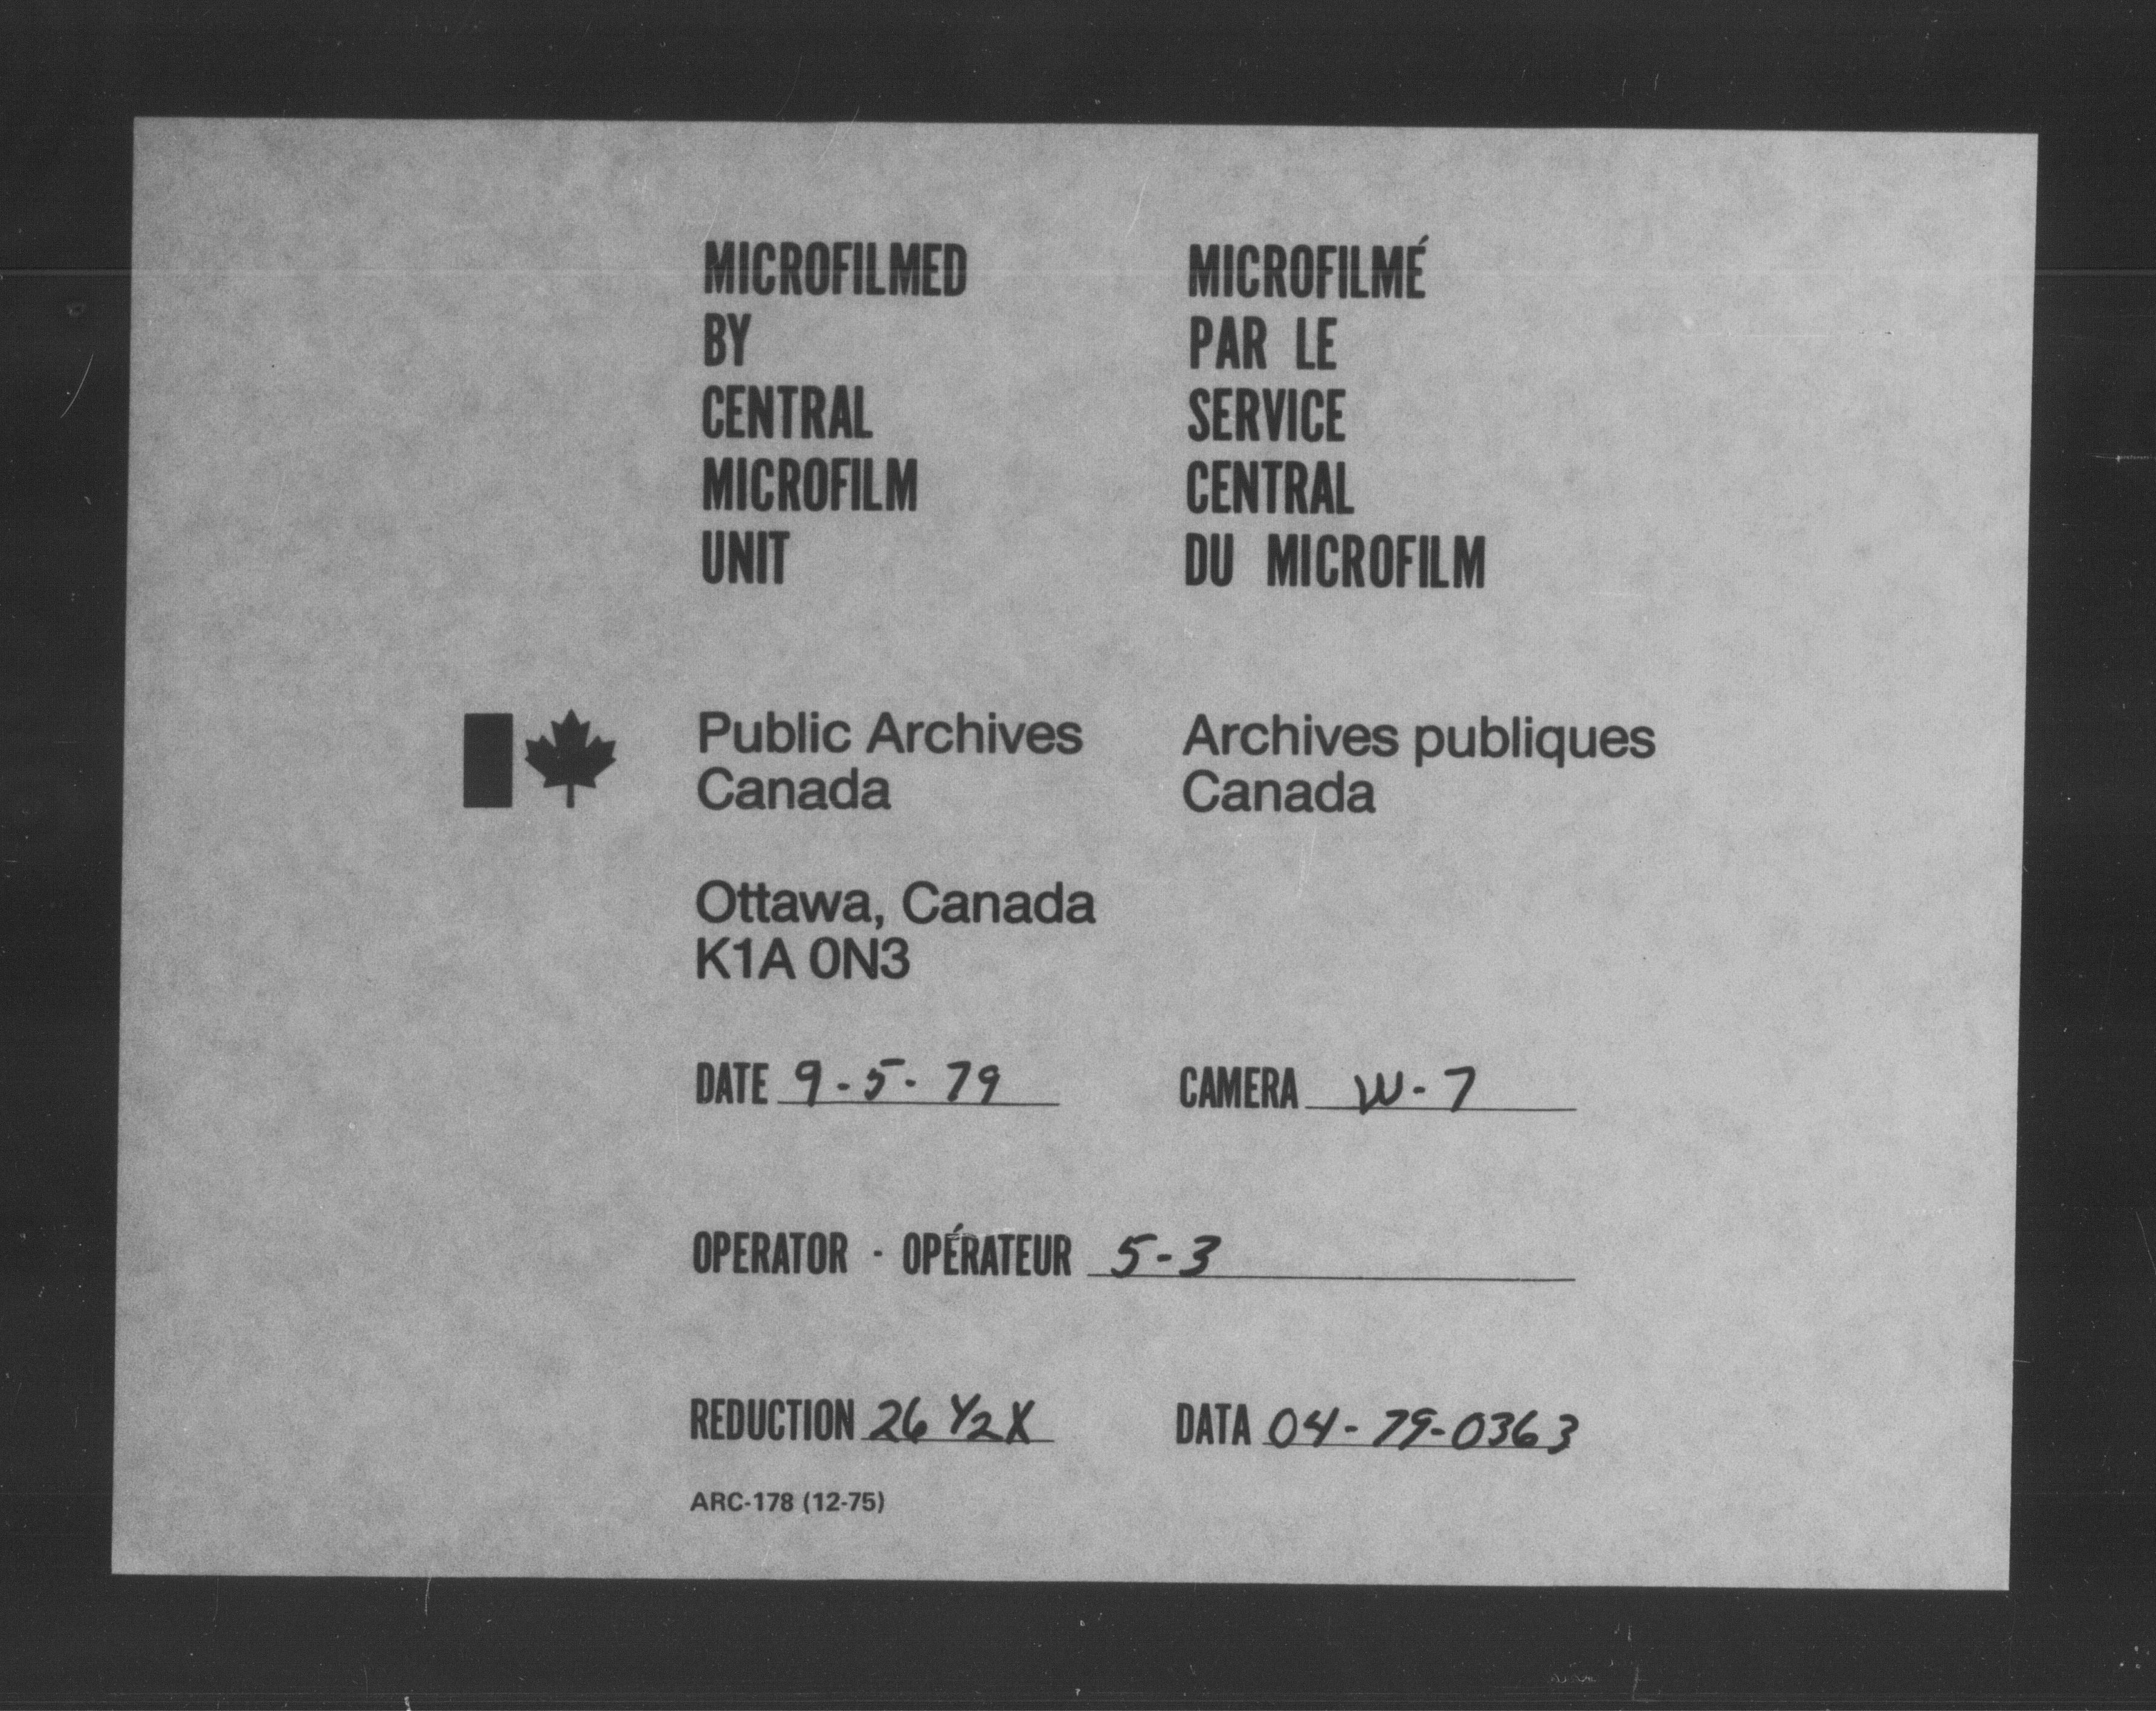 MICROFILMED
BY
CENTRAL
MICROFILM
UNIT
MICROFILMÉ
PAR LE
SERVICE
CENTRAL
DU MICROFILM
Public Archives
Canada
Archives publiques
Canada
Ottawa, Canada
K1A 0N3
DATE 9-5-79
CAMERA W-7
OPERATOR - OPÉRATEUR 5-3
REDUCTION 26 1/2 X
DATA 04-79-0363
ARC-178 (12-75)